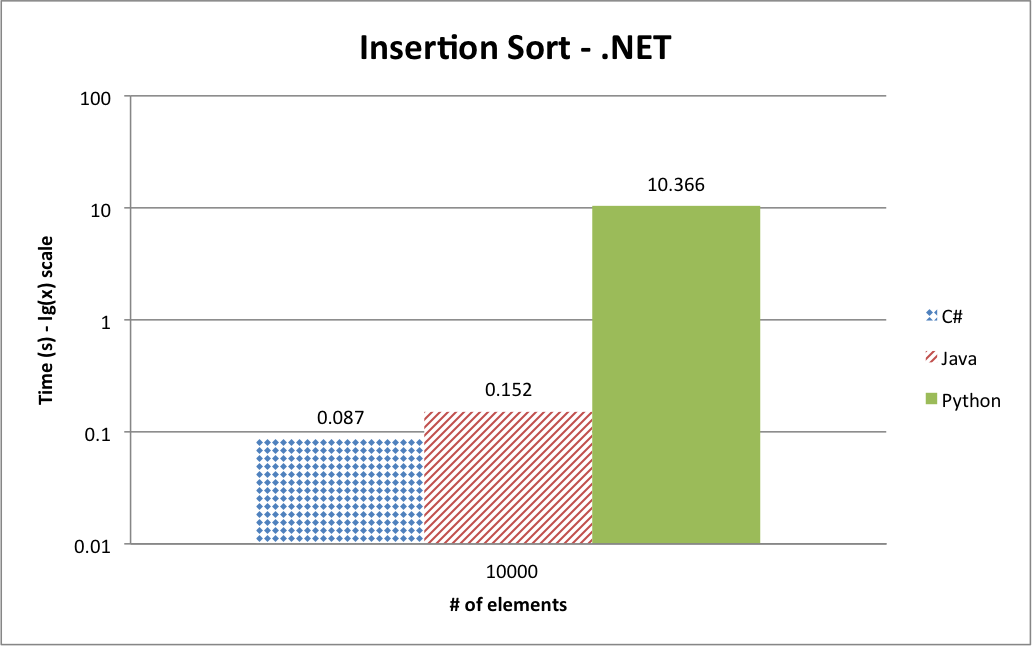 Insertion Sort - .NET
100
10
1
0.1
0.01
Time (s) - lg(x) scale
0.087
0.152
10.366
10000
# of elements
C#
Java
Python